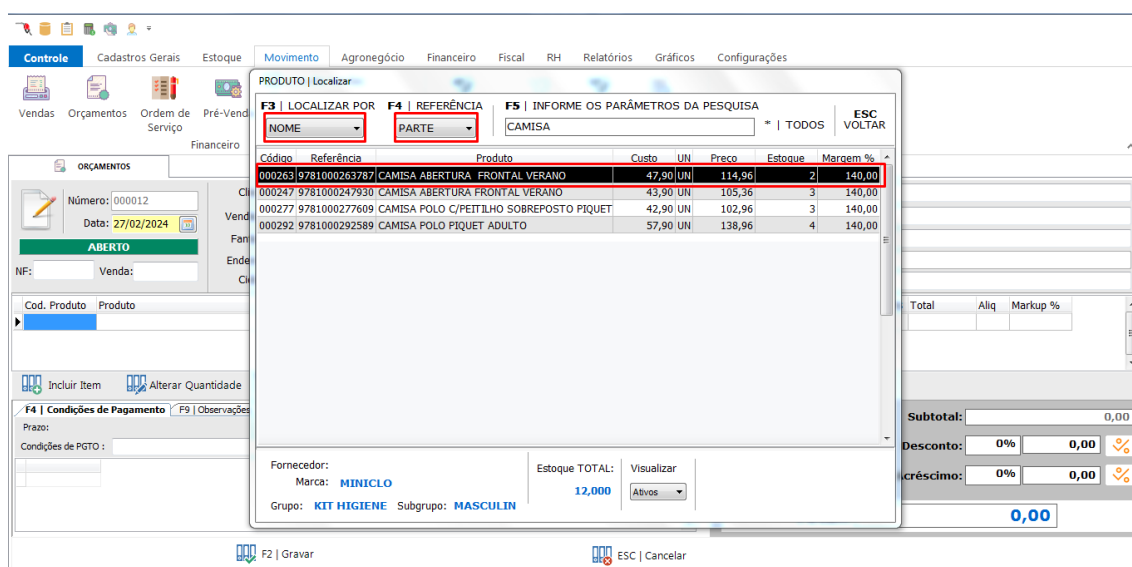 Controle Cadastros Gerais Estoque Movimento Agronegócio Financeiro Fiscal RH Relatórios Gráficos Configurações
Vendas Orçamentos Ordem de Serviço Pré-Vend
Financeiro
ORÇAMENTOS
Número: 000012
Data: 27/02/2024
ABERTO
NF: Venda:
Cli
Vend
Fant
Ende
Ci
PRODUTO | Localizar
F3 | LOCALIZAR POR F4 | REFERÊNCIA F5 | INFORME OS PARÂMETROS DA PESQUISA
NOME PARTE CAMISA * | TODOS ESC VOLTAR
Código Referência Produto Custo UN Preço Estoque Margem %
000263 9781000263787 CAMISA ABERTURA FRONTAL VERANO 47,90 UN 114,96 2 140,00
000247 9781000247930 CAMISA ABERTURA FRONTAL VERANO 43,90 UN 105,36 3 140,00
000277 9781000277609 CAMISA POLO C/PEITILHO SOBREPOSTO PIQUET 42,90 UN 102,96 3 140,00
000292 9781000292589 CAMISA POLO PIQUET ADULTO 57,90 UN 138,96 4 140,00
Fornecedor:
Marca: MINICLO
Grupo: KIT HIGIENE Subgrupo: MASCULIN
Estoque TOTAL:
12,000
Visualizar
Ativos
Cod. Produto Produto Total Aliq Markup %
Incluir Item Alterar Quantidade
F4 | Condições de Pagamento F9 | Observações
Prazo:
Condições de PGTO :
Subtotal: 0,00
Desconto: 0% 0,00
créscimo: 0% 0,00
0,00
F2 | Gravar ESC | Cancelar